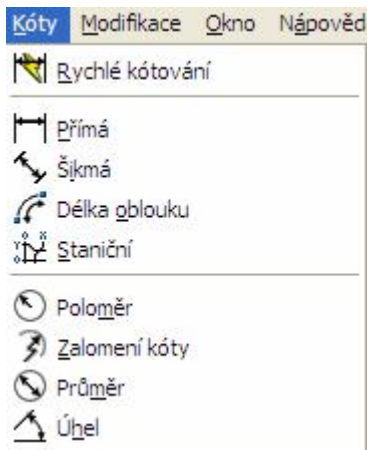 Kóty Modifikace Okno Nápověd
Rychlé kótování
Přímá
Šikmá
Délka oblouku
Staniční
Poloměr
Zalomení kóty
Průměr
Úhel